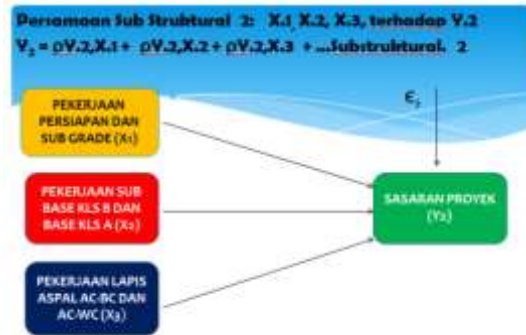 Persamaan Sub Struktural 2: X.1, X.2, X.3, terhadap Y.2
Y₂ = ρY.2,X.1 + ρY.2,X.2 + ρY.2,X.3 + ...Substruktural. 2
Є₂
PEKERJAAN
PERSIAPAN DAN
SUB GRADE (X1)
PEKERJAAN SUB
BASE KLS B DAN
BASE KLS A (X2)
SASARAN PROYEK
(Y2)
PEKERJAAN LAPIS
ASPAL AC-BC DAN
AC-WC (X3)